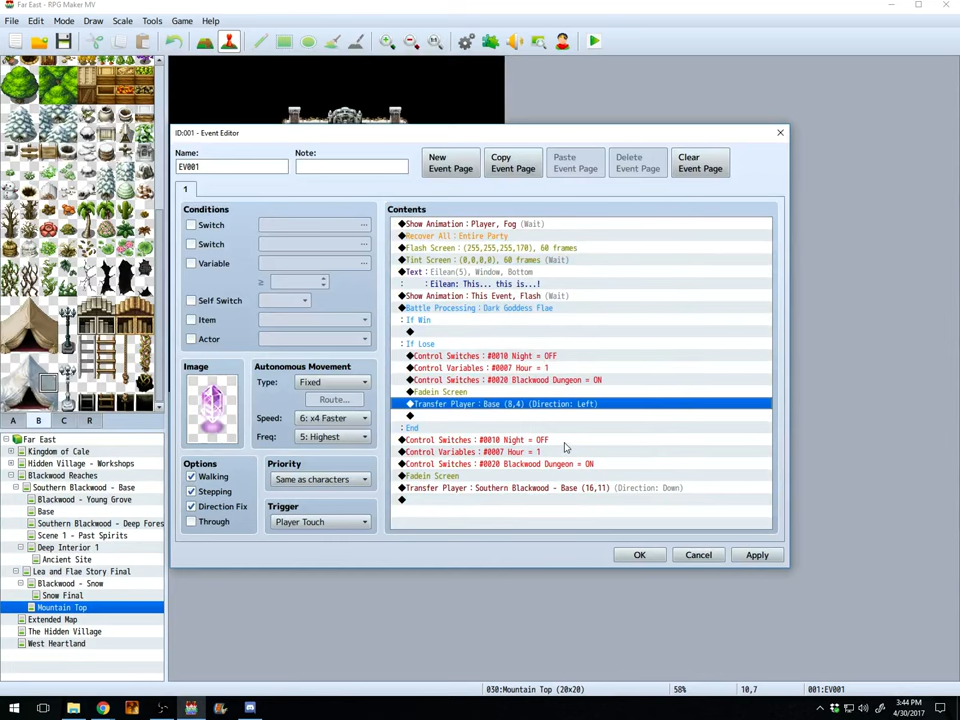 Far East - RPG Maker MV
File Edit Mode Draw Scale Tools Game Help
ID:001 - Event Editor
Name:
Note:
EV001
New
Event Page
Copy
Event Page
Paste
Event Page
Delete
Event Page
Clear
Event Page
1
Conditions
Switch
...
Switch
...
Variable
...
≥
Self Switch
Item
Actor
Image
Autonomous Movement
Type: Fixed
Route...
Speed: 6: x4 Faster
Freq: 5: Highest
Options
Walking
Stepping
Direction Fix
Through
Priority
Same as characters
Trigger
Player Touch
Contents
◆Show Animation : Player, Fog (Wait)
◆Recover All : Entire Party
◆Flash Screen : (255,255,255,170), 60 frames
◆Tint Screen : (0,0,0,0), 60 frames (Wait)
◆Text : Eilean(5), Window, Bottom
: : Eilean: This... this is...!
◆Show Animation : This Event, Flash (Wait)
◆Battle Processing : Dark Goddess Flae
: If Win
◆
: If Lose
◆Control Switches : #0010 Night = OFF
◆Control Variables : #0007 Hour = 1
◆Control Switches : #0020 Blackwood Dungeon = ON
◆Fadein Screen
◆Transfer Player : Base (8,4) (Direction: Left)
◆
: End
◆Control Switches : #0010 Night = OFF
◆Control Variables : #0007 Hour = 1
◆Control Switches : #0020 Blackwood Dungeon = ON
◆Fadein Screen
◆Transfer Player : Southern Blackwood - Base (16,11) (Direction: Down)
◆
OK
Cancel
Apply
A B C R
Far East
Kingdom of Cale
Hidden Village - Workshops
Blackwood Reaches
Southern Blackwood - Base
Blackwood - Young Grove
Base
Southern Blackwood - Deep Fores
Scene 1 - Past Spirits
Deep Interior 1
Ancient Site
Lea and Flae Story Final
Blackwood - Snow
Snow Final
Mountain Top
Extended Map
The Hidden Village
West Heartland
030:Mountain Top (20x20)
58%
10,7
001:EV001
3:44 PM
4/30/2017